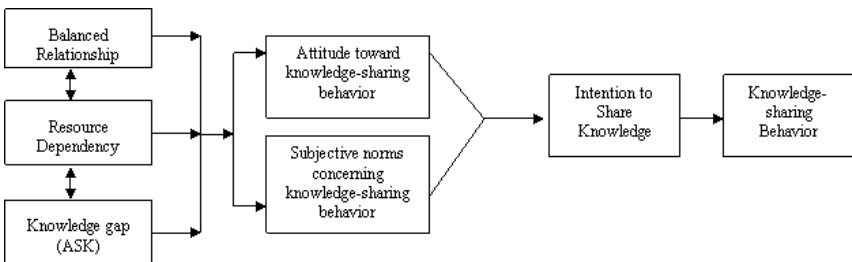 Balanced
Relationship
Resource
Dependency
Knowledge gap
(ASK)
Attitude toward
knowledge-sharing
behavior
Subjective norms
concerning
knowledge-sharing
behavior
Intention to
Share
Knowledge
Knowledge-
sharing
Behavior